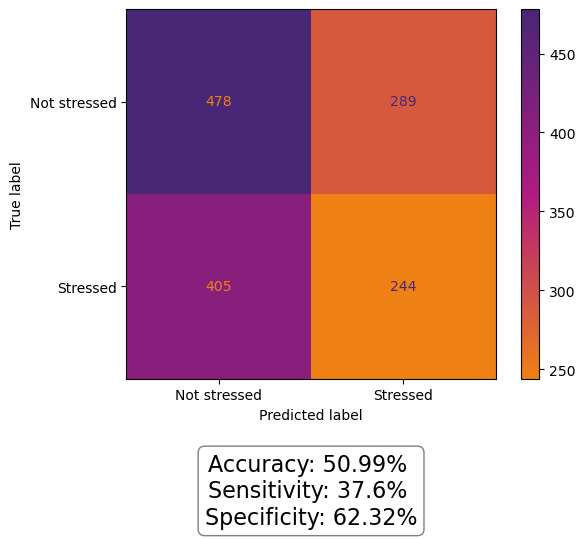 True label
Not stressed
478
289
Stressed
405
244
Not stressed
Stressed
Predicted label
450
400
350
300
250
Accuracy: 50.99%
Sensitivity: 37.6%
Specificity: 62.32%